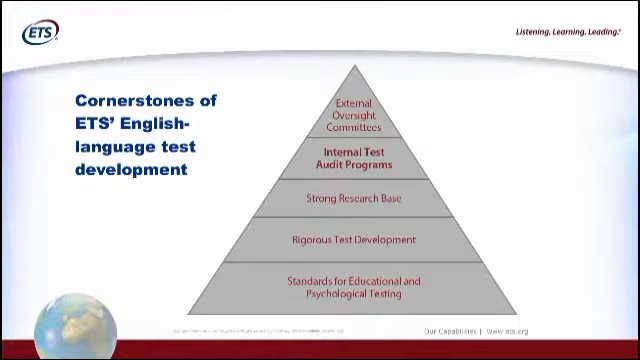 ETS
Listening. Learning. Leading.®
Cornerstones of
ETS' English-
language test
development
External
Oversight
Committees
Internal Test
Audit Programs
Strong Research Base
Rigorous Test Development
Standards for Educational and
Psychological Testing
Our Capabilities | www.ets.org